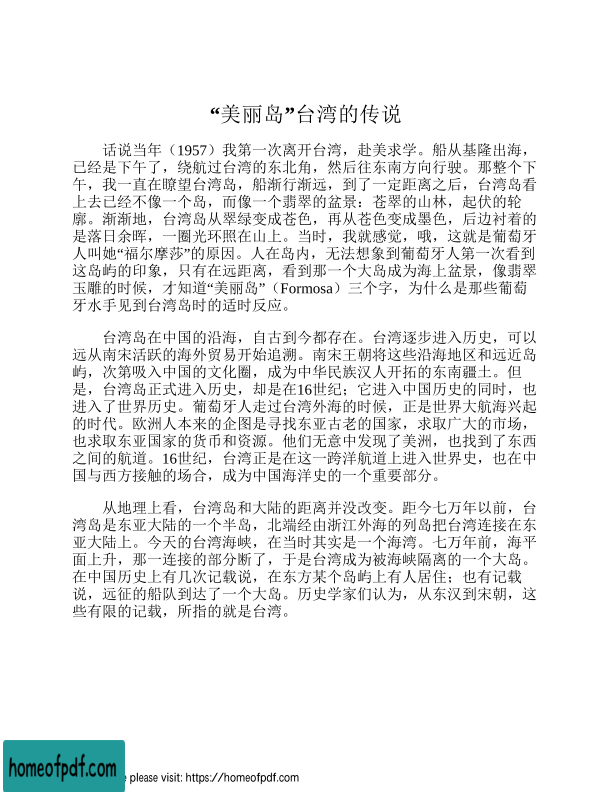 “美丽岛”台湾的传说
话说当年（1957）我第一次离开台湾，赴美求学。船从基隆出海，
已经是下午了，绕航过台湾的东北角，然后往东南方向行驶。那整个下
午，我一直在瞭望台湾岛，船渐行渐远，到了一定距离之后，台湾岛看
上去已经不像一个岛，而像一个翡翠的盆景：苍翠的山林，起伏的轮
廓。渐渐地，台湾岛从翠绿变成苍色，再从苍色变成墨色，后边衬着的
是落日余晖，一圈光环照在山上。当时，我就感觉，哦，这就是葡萄牙
人叫她“福尔摩莎”的原因。人在岛内，无法想象到葡萄牙人第一次看到
这岛屿的印象，只有在远距离，看到那一个大岛成为海上盆景，像翡翠
玉雕的时候，才知道“美丽岛”（Formosa）三个字，为什么是那些葡萄
牙水手见到台湾岛时的适时反应。
台湾岛在中国的沿海，自古到今都存在。台湾逐步进入历史，可以
远从南宋活跃的海外贸易开始追溯。南宋王朝将这些沿海地区和远近岛
屿，次第吸入中国的文化圈，成为中华民族汉人开拓的东南疆土。但
是，台湾岛正式进入历史，却是在16世纪；它进入中国历史的同时，也
进入了世界历史。葡萄牙人走过台湾外海的时候，正是世界大航海兴起
的时代。欧洲人本来的企图是寻找东亚古老的国家，求取广大的市场，
也求取东亚国家的货币和资源。他们无意中发现了美洲，也找到了东西
之间的航道。16世纪，台湾正是在这一跨洋航道上进入世界史，也在中
国与西方接触的场合，成为中国海洋史的一个重要部分。
从地理上看，台湾岛和大陆的距离并没改变。距今七万年以前，台
湾岛是东亚大陆的一个半岛，北端经由浙江外海的列岛把台湾连接在东
亚大陆上。今天的台湾海峡，在当时其实是一个海湾。七万年前，海平
面上升，那一连接的部分断了，于是台湾成为被海峡隔离的一个大岛。
在中国历史上有几次记载说，在东方某个岛屿上有人居住；也有记载
说，远征的船队到达了一个大岛。历史学家们认为，从东汉到宋朝，这
些有限的记载，所指的就是台湾。
homeofpdf.com
e please visit: https://homeofpdf.com